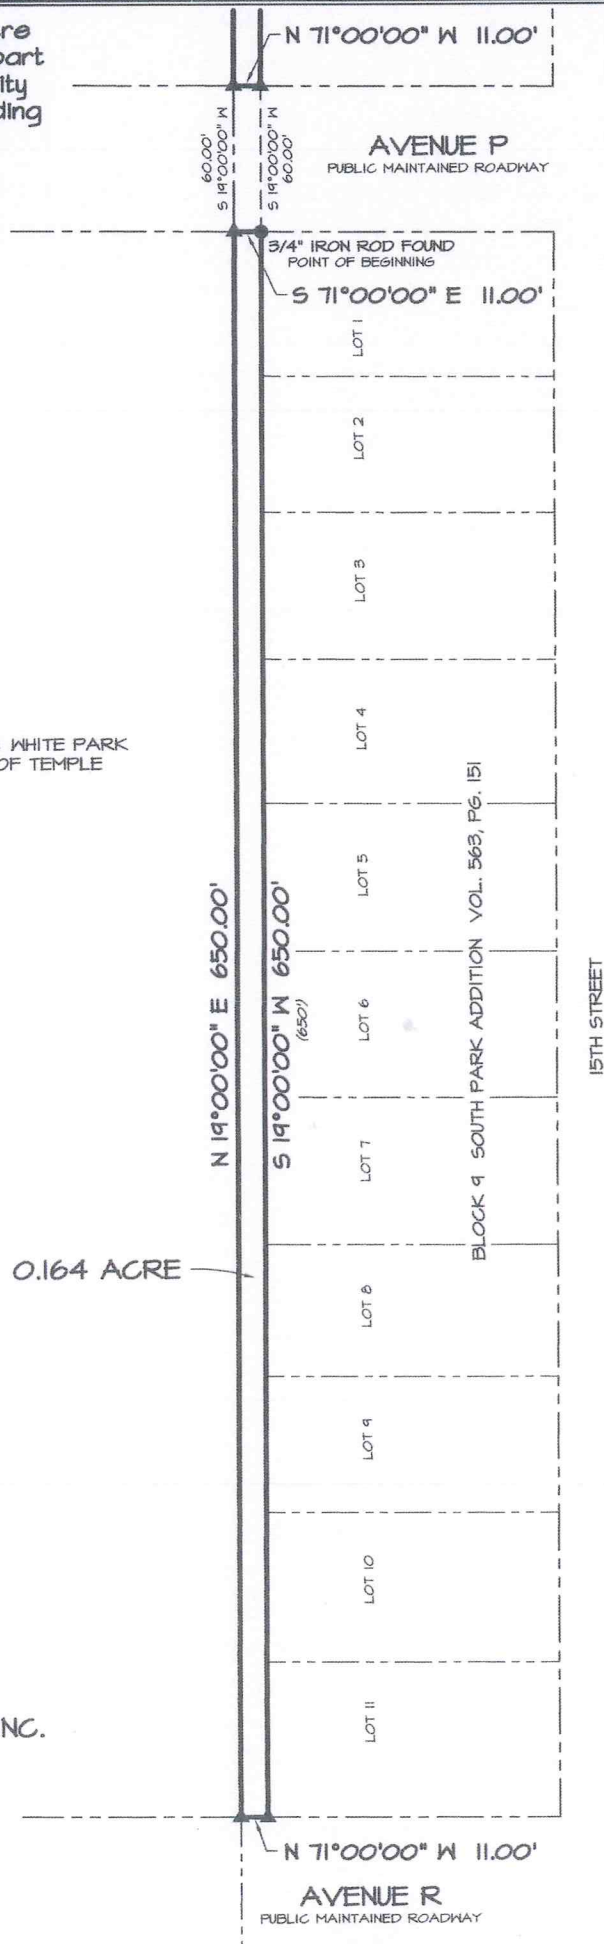 re
part
ity
ding
N 71°00'00" W 11.00'
S 19°00'00" W
60.00'
S 19°00'00" W
60.00'
AVENUE P
PUBLIC MAINTAINED ROADWAY
3/4" IRON ROD FOUND
POINT OF BEGINNING
S 71°00'00" E 11.00'
LOT 1
LOT 2
LOT 3
LOT 4
WHITE PARK
OF TEMPLE
LOT 5
N 19°00'00" E 650.00'
S 19°00'00" W 650.00'
(650')
LOT 6
BLOCK 9 SOUTH PARK ADDITION VOL. 563, PG. 151
15TH STREET
LOT 7
0.164 ACRE
LOT 8
LOT 9
LOT 10
LOT 11
NC.
N 71°00'00" W 11.00'
AVENUE R
PUBLIC MAINTAINED ROADWAY